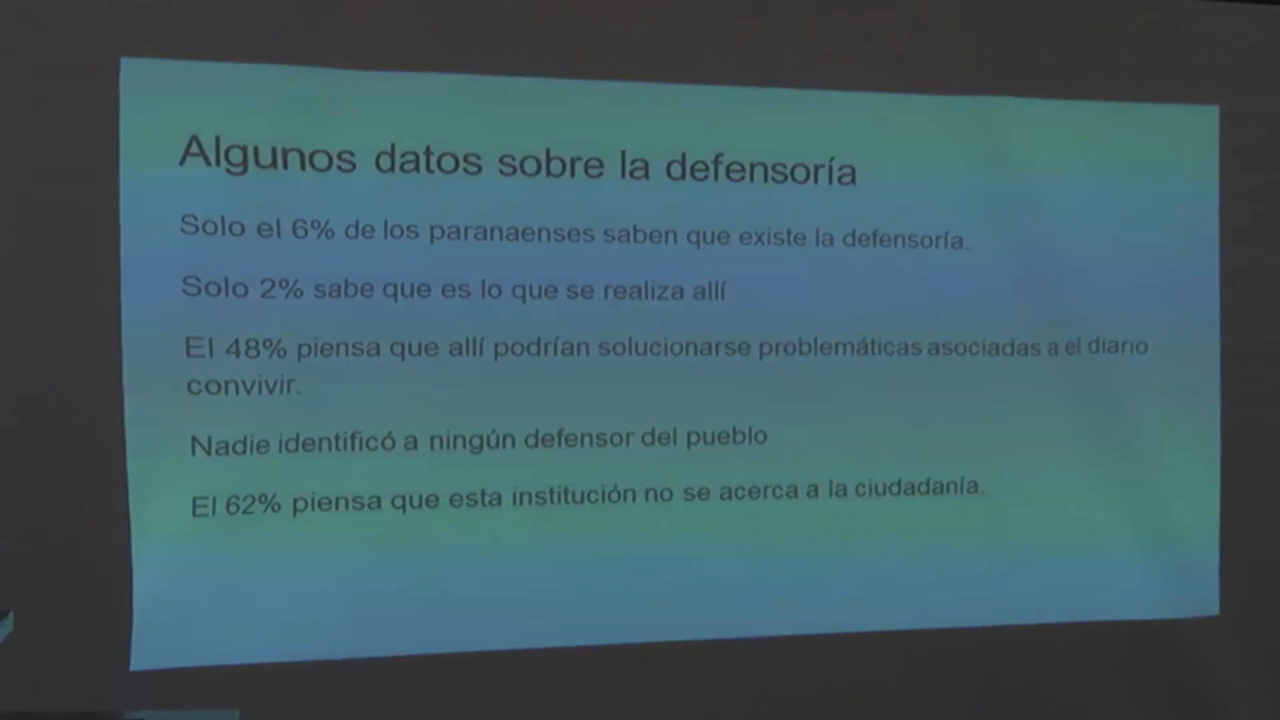 Algunos datos sobre la defensoría
Solo el 6% de los paranaenses saben que existe la defensoría.
Solo 2% sabe que es lo que se realiza allí
El 48% piensa que allí podrían solucionarse problemáticas asociadas a el diario
convivir.
Nadie identificó a ningún defensor del pueblo
El 62% piensa que esta institución no se acerca a la ciudadanía.